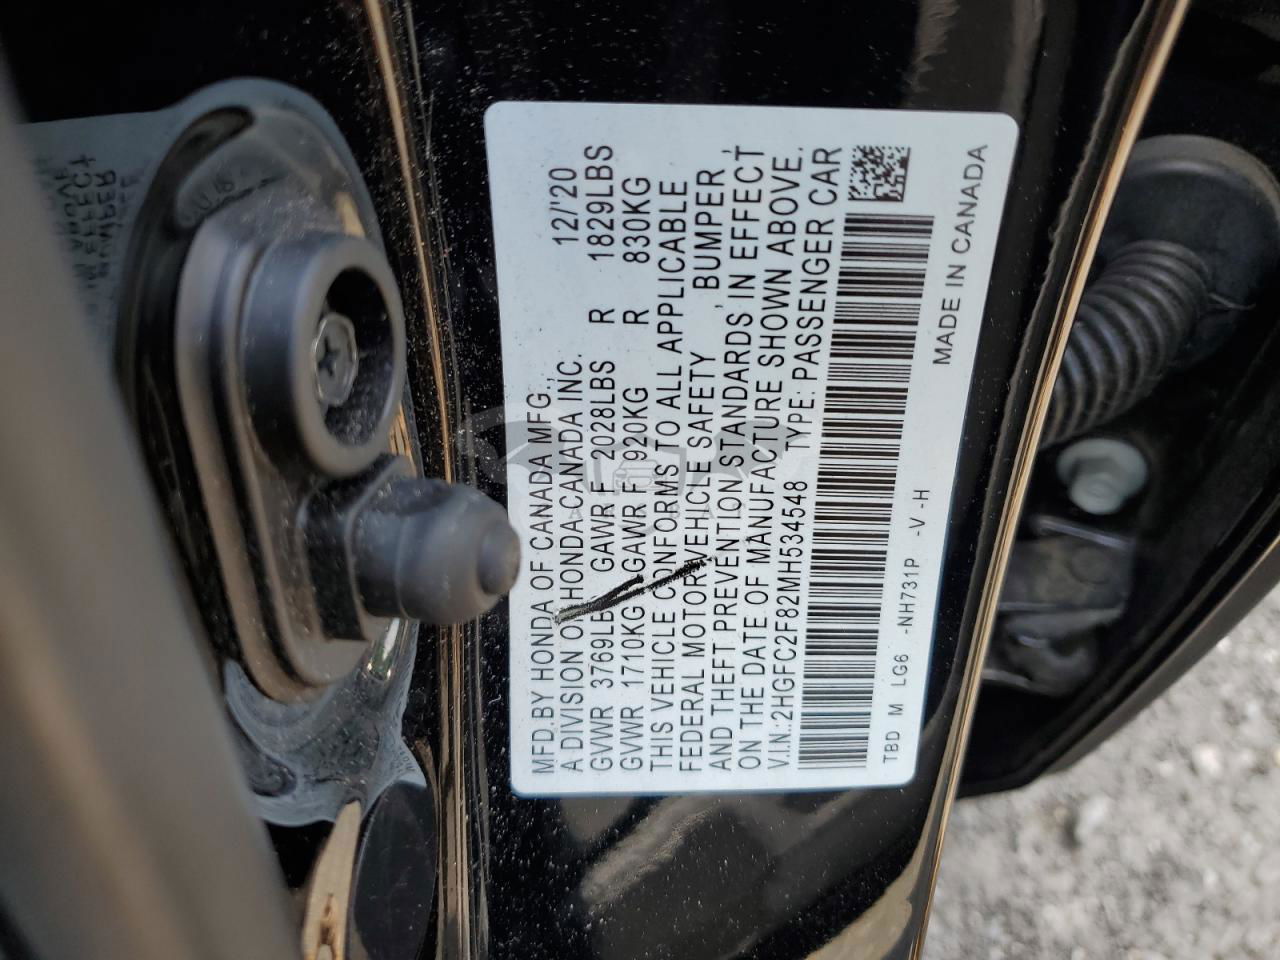 MFD.BY HONDA OF CANADA MFG., 12/'20
A DIVISION OF HONDA CANADA INC.
GVWR 3769LBS GAWR F 2028LBS R 1829LBS
GVWR 1710KG GAWR F 920KG R 830KG
THIS VEHICLE CONFORMS TO ALL APPLICABLE
FEDERAL MOTOR VEHICLE SAFETY, BUMPER,
AND THEFT PREVENTION STANDARDS IN EFFECT
ON THE DATE OF MANUFACTURE SHOWN ABOVE.
V.I.N.:2HGFC2F82MH534548 TYPE: PASSENGER CAR
TBD M LG6 -NH731P -V -H
MADE IN CANADA